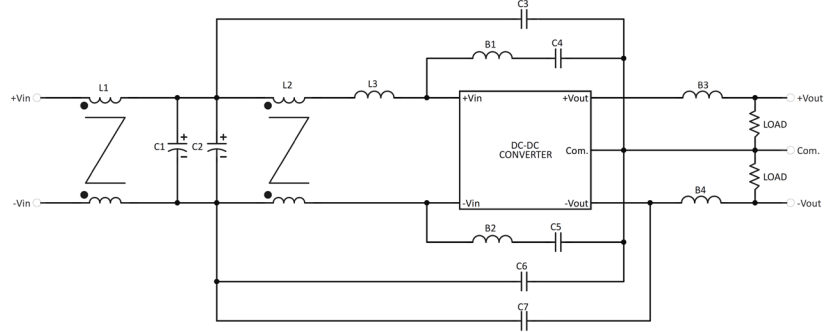 C3
B1
C4
L1
L2
L3
B3
+Vin
+Vin
+Vout
+Vout
C1
+
C2
+
-
-
DC-DC
CONVERTER
Com.
LOAD
Com.
LOAD
-Vin
-Vin
-Vout
B4
-Vout
B2
C5
C6
C7